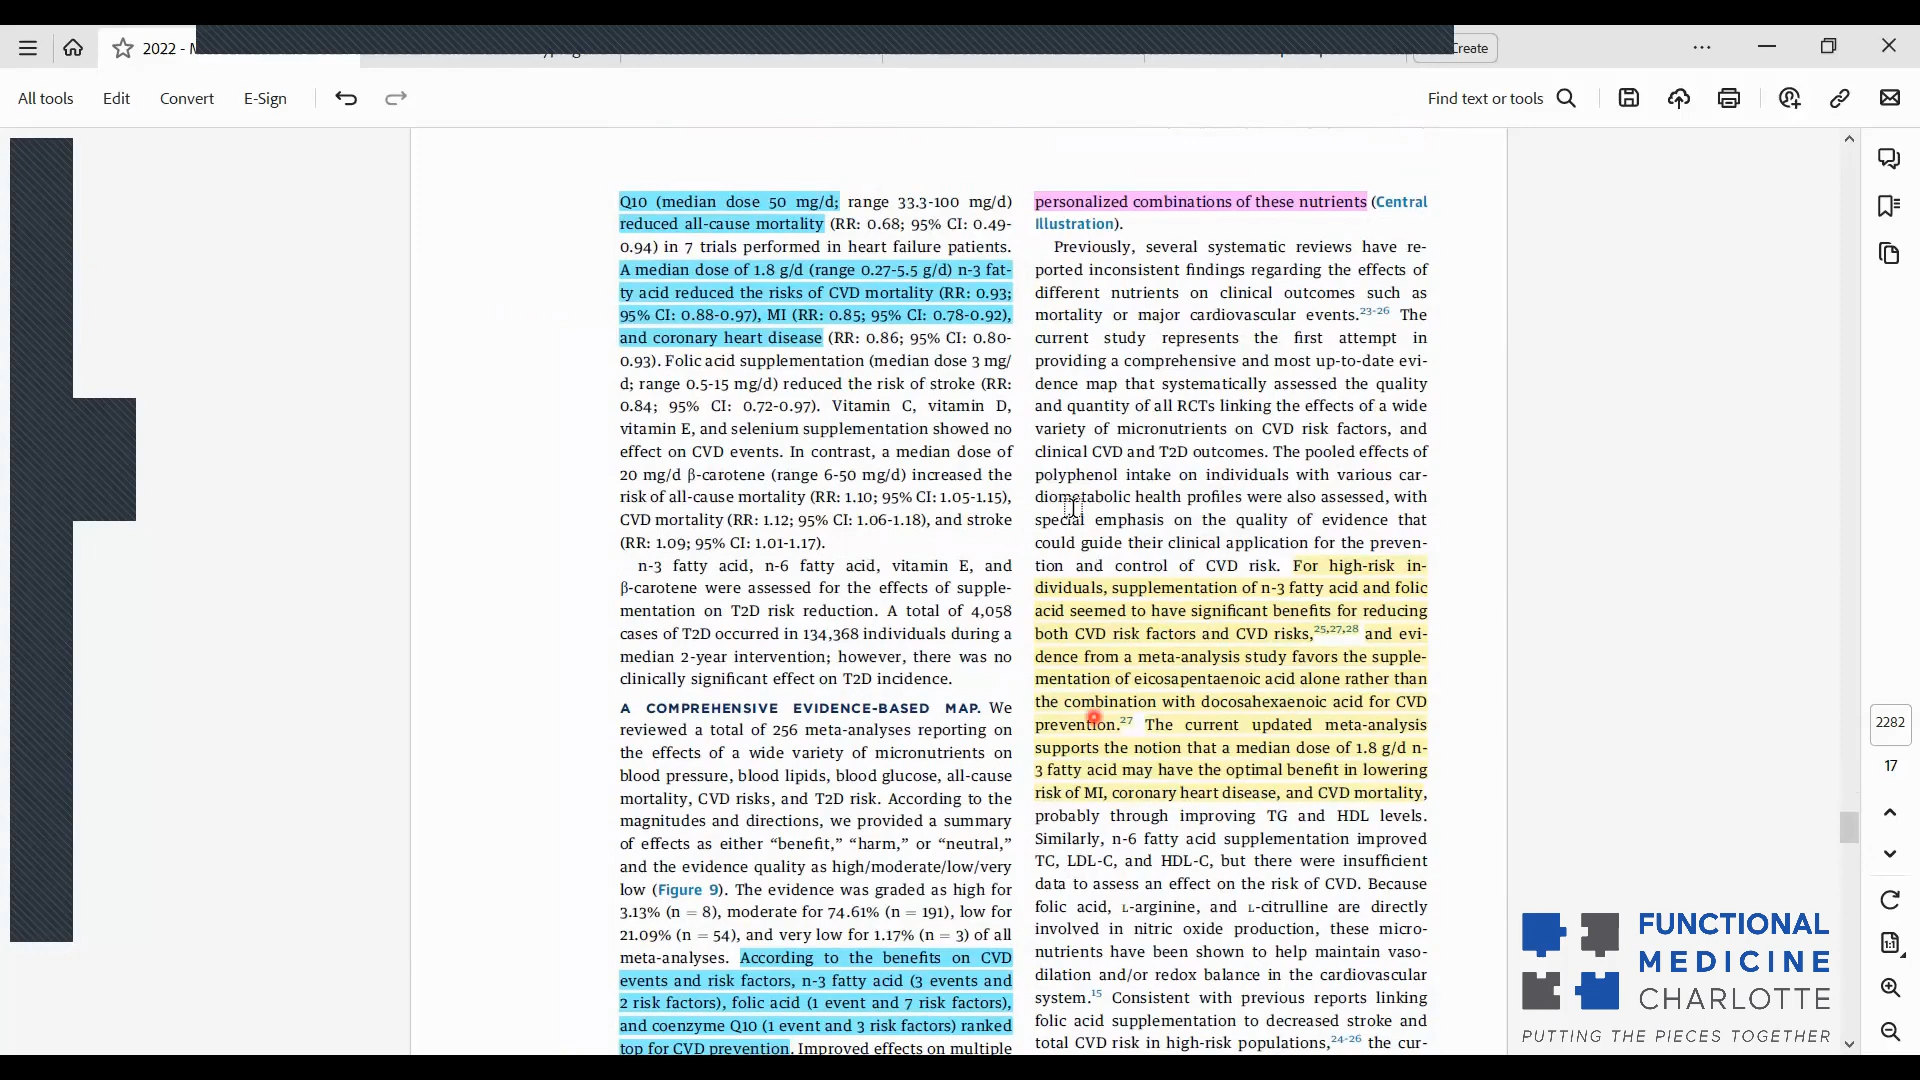 2022 -
Create
All tools
Edit
Convert
E-Sign
Find text or tools
Q10 (median dose 50 mg/d; range 33.3-100 mg/d)
reduced all-cause mortality (RR: 0.68; 95% CI: 0.49-
0.94) in 7 trials performed in heart failure patients.
A median dose of 1.8 g/d (range 0.27-5.5 g/d) n-3 fat-
ty acid reduced the risks of CVD mortality (RR: 0.93;
95% CI: 0.88-0.97), MI (RR: 0.85; 95% CI: 0.78-0.92),
and coronary heart disease (RR: 0.86; 95% CI: 0.80-
0.93). Folic acid supplementation (median dose 3 mg/
d; range 0.5-15 mg/d) reduced the risk of stroke (RR:
0.84; 95% CI: 0.72-0.97). Vitamin C, vitamin D,
vitamin E, and selenium supplementation showed no
effect on CVD events. In contrast, a median dose of
20 mg/d β-carotene (range 6-50 mg/d) increased the
risk of all-cause mortality (RR: 1.10; 95% CI: 1.05-1.15),
CVD mortality (RR: 1.12; 95% CI: 1.06-1.18), and stroke
(RR: 1.09; 95% CI: 1.01-1.17).
n-3 fatty acid, n-6 fatty acid, vitamin E, and
β-carotene were assessed for the effects of supple-
mentation on T2D risk reduction. A total of 4,058
cases of T2D occurred in 134,368 individuals during a
median 2-year intervention; however, there was no
clinically significant effect on T2D incidence.
A COMPREHENSIVE EVIDENCE-BASED MAP. We
reviewed a total of 256 meta-analyses reporting on
the effects of a wide variety of micronutrients on
blood pressure, blood lipids, blood glucose, all-cause
mortality, CVD risks, and T2D risk. According to the
magnitudes and directions, we provided a summary
of effects as either “benefit,” “harm,” or “neutral,”
and the evidence quality as high/moderate/low/very
low (Figure 9). The evidence was graded as high for
3.13% (n = 8), moderate for 74.61% (n = 191), low for
21.09% (n = 54), and very low for 1.17% (n = 3) of all
meta-analyses. According to the benefits on CVD
events and risk factors, n-3 fatty acid (3 events and
2 risk factors), folic acid (1 event and 7 risk factors),
and coenzyme Q10 (1 event and 3 risk factors) ranked
top for CVD prevention. Improved effects on multiple
personalized combinations of these nutrients (Central
Illustration).
Previously, several systematic reviews have re-
ported inconsistent findings regarding the effects of
different nutrients on clinical outcomes such as
mortality or major cardiovascular events.23-26 The
current study represents the first attempt in
providing a comprehensive and most up-to-date evi-
dence map that systematically assessed the quality
and quantity of all RCTs linking the effects of a wide
variety of micronutrients on CVD risk factors, and
clinical CVD and T2D outcomes. The pooled effects of
polyphenol intake on individuals with various car-
diometabolic health profiles were also assessed, with
special emphasis on the quality of evidence that
could guide their clinical application for the preven-
tion and control of CVD risk. For high-risk in-
dividuals, supplementation of n-3 fatty acid and folic
acid seemed to have significant benefits for reducing
both CVD risk factors and CVD risks,25,27,28 and evi-
dence from a meta-analysis study favors the supple-
mentation of eicosapentaenoic acid alone rather than
the combination with docosahexaenoic acid for CVD
prevention.27 The current updated meta-analysis
supports the notion that a median dose of 1.8 g/d n-
3 fatty acid may have the optimal benefit in lowering
risk of MI, coronary heart disease, and CVD mortality,
probably through improving TG and HDL levels.
Similarly, n-6 fatty acid supplementation improved
TC, LDL-C, and HDL-C, but there were insufficient
data to assess an effect on the risk of CVD. Because
folic acid, L-arginine, and L-citrulline are directly
involved in nitric oxide production, these micro-
nutrients have been shown to help maintain vaso-
dilation and/or redox balance in the cardiovascular
system.15 Consistent with previous reports linking
folic acid supplementation to decreased stroke and
total CVD risk in high-risk populations,24-26 the cur-
2282
17
1:1
FUNCTIONAL
MEDICINE
CHARLOTTE
PUTTING THE PIECES TOGETHER